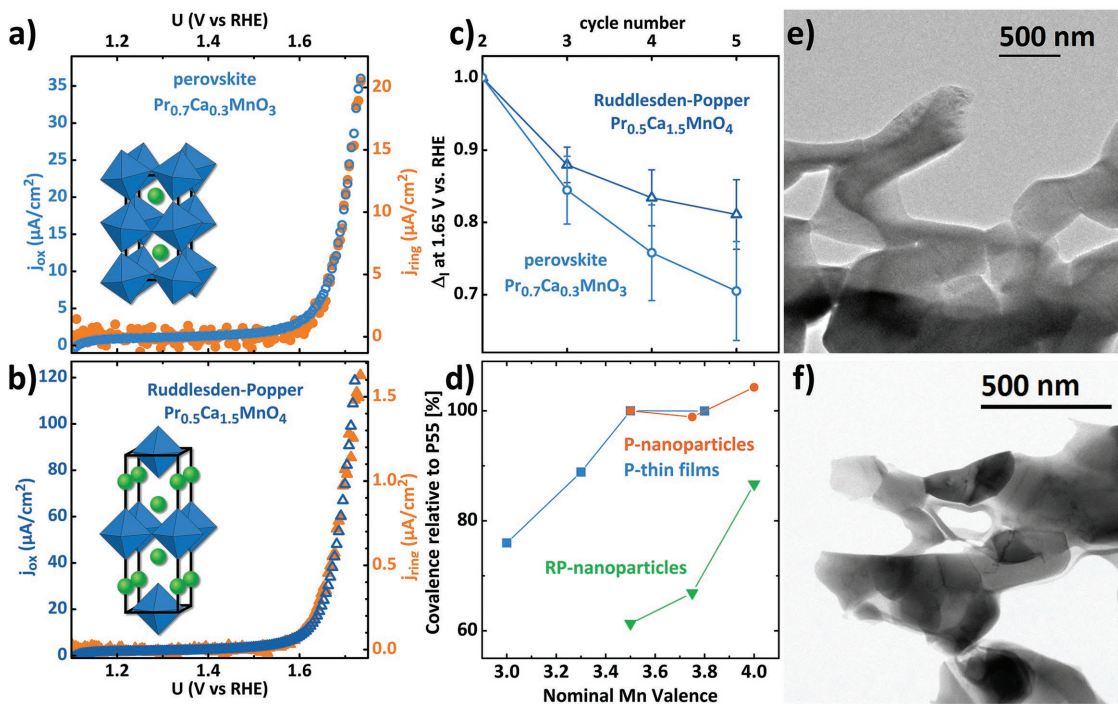 a)
U (V vs RHE)
1.2 1.4 1.6
perovskite
Pr0.7Ca0.3MnO3
jox (µA/cm²)
35
30
25
20
15
10
5
0
jring (µA/cm²)
20
15
10
5
0
b)
Ruddlesden-Popper
Pr0.5Ca1.5MnO4
jox (µA/cm²)
120
100
80
60
40
20
0
jring (µA/cm²)
1.5
1.0
0.5
0.0
1.2 1.4 1.6
U (V vs RHE)
c)
cycle number
2 3 4 5
ΔI at 1.65 V vs. RHE
1.0
0.9
0.8
0.7
Ruddlesden-Popper
Pr0.5Ca1.5MnO4
perovskite
Pr0.7Ca0.3MnO3
d)
Covalence relative to P55 [%]
100
80
60
P-nanoparticles
P-thin films
RP-nanoparticles
3.0 3.2 3.4 3.6 3.8 4.0
Nominal Mn Valence
e)
500 nm
f)
500 nm